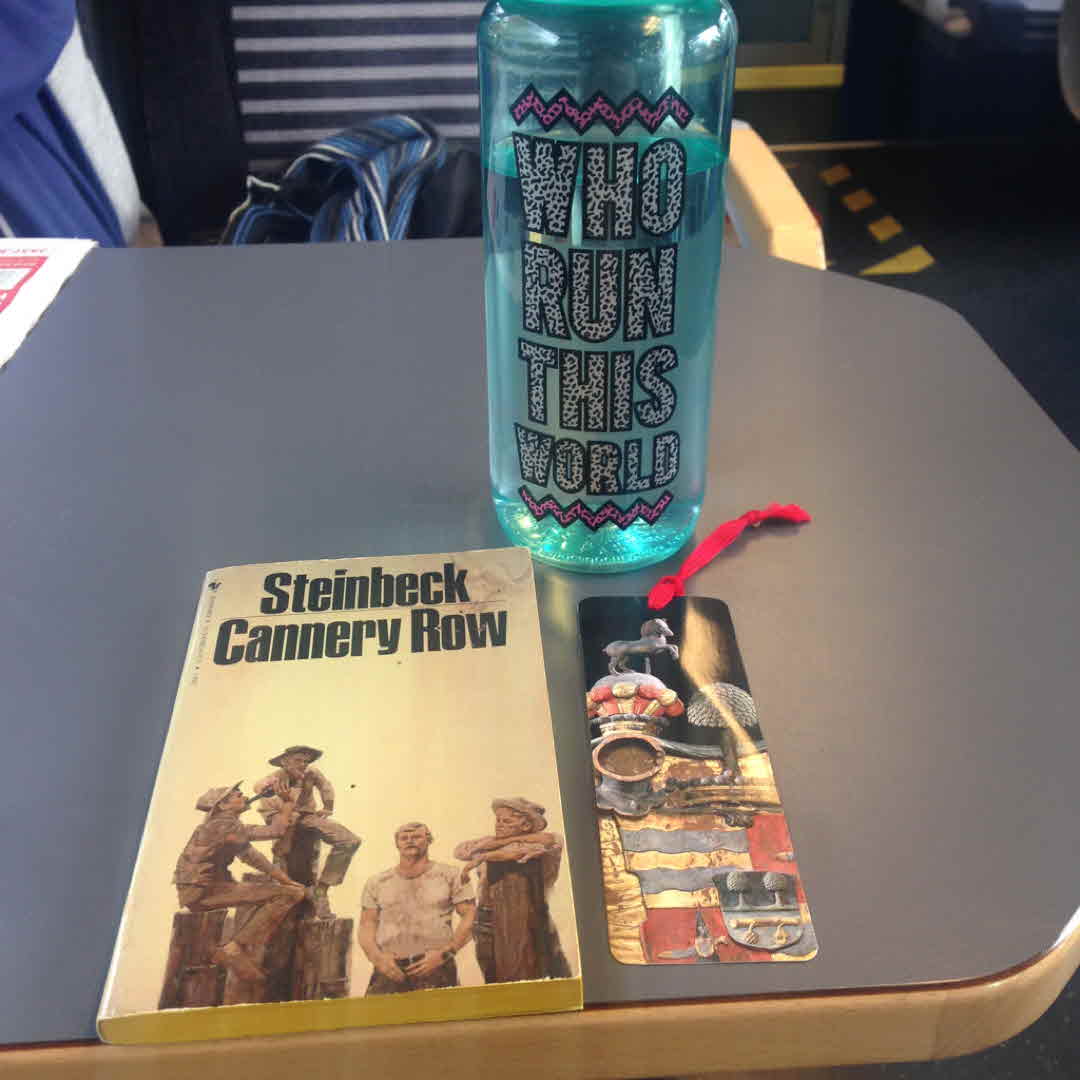 WHO
RUN
THIS
WORLD
Steinbeck
Cannery Row